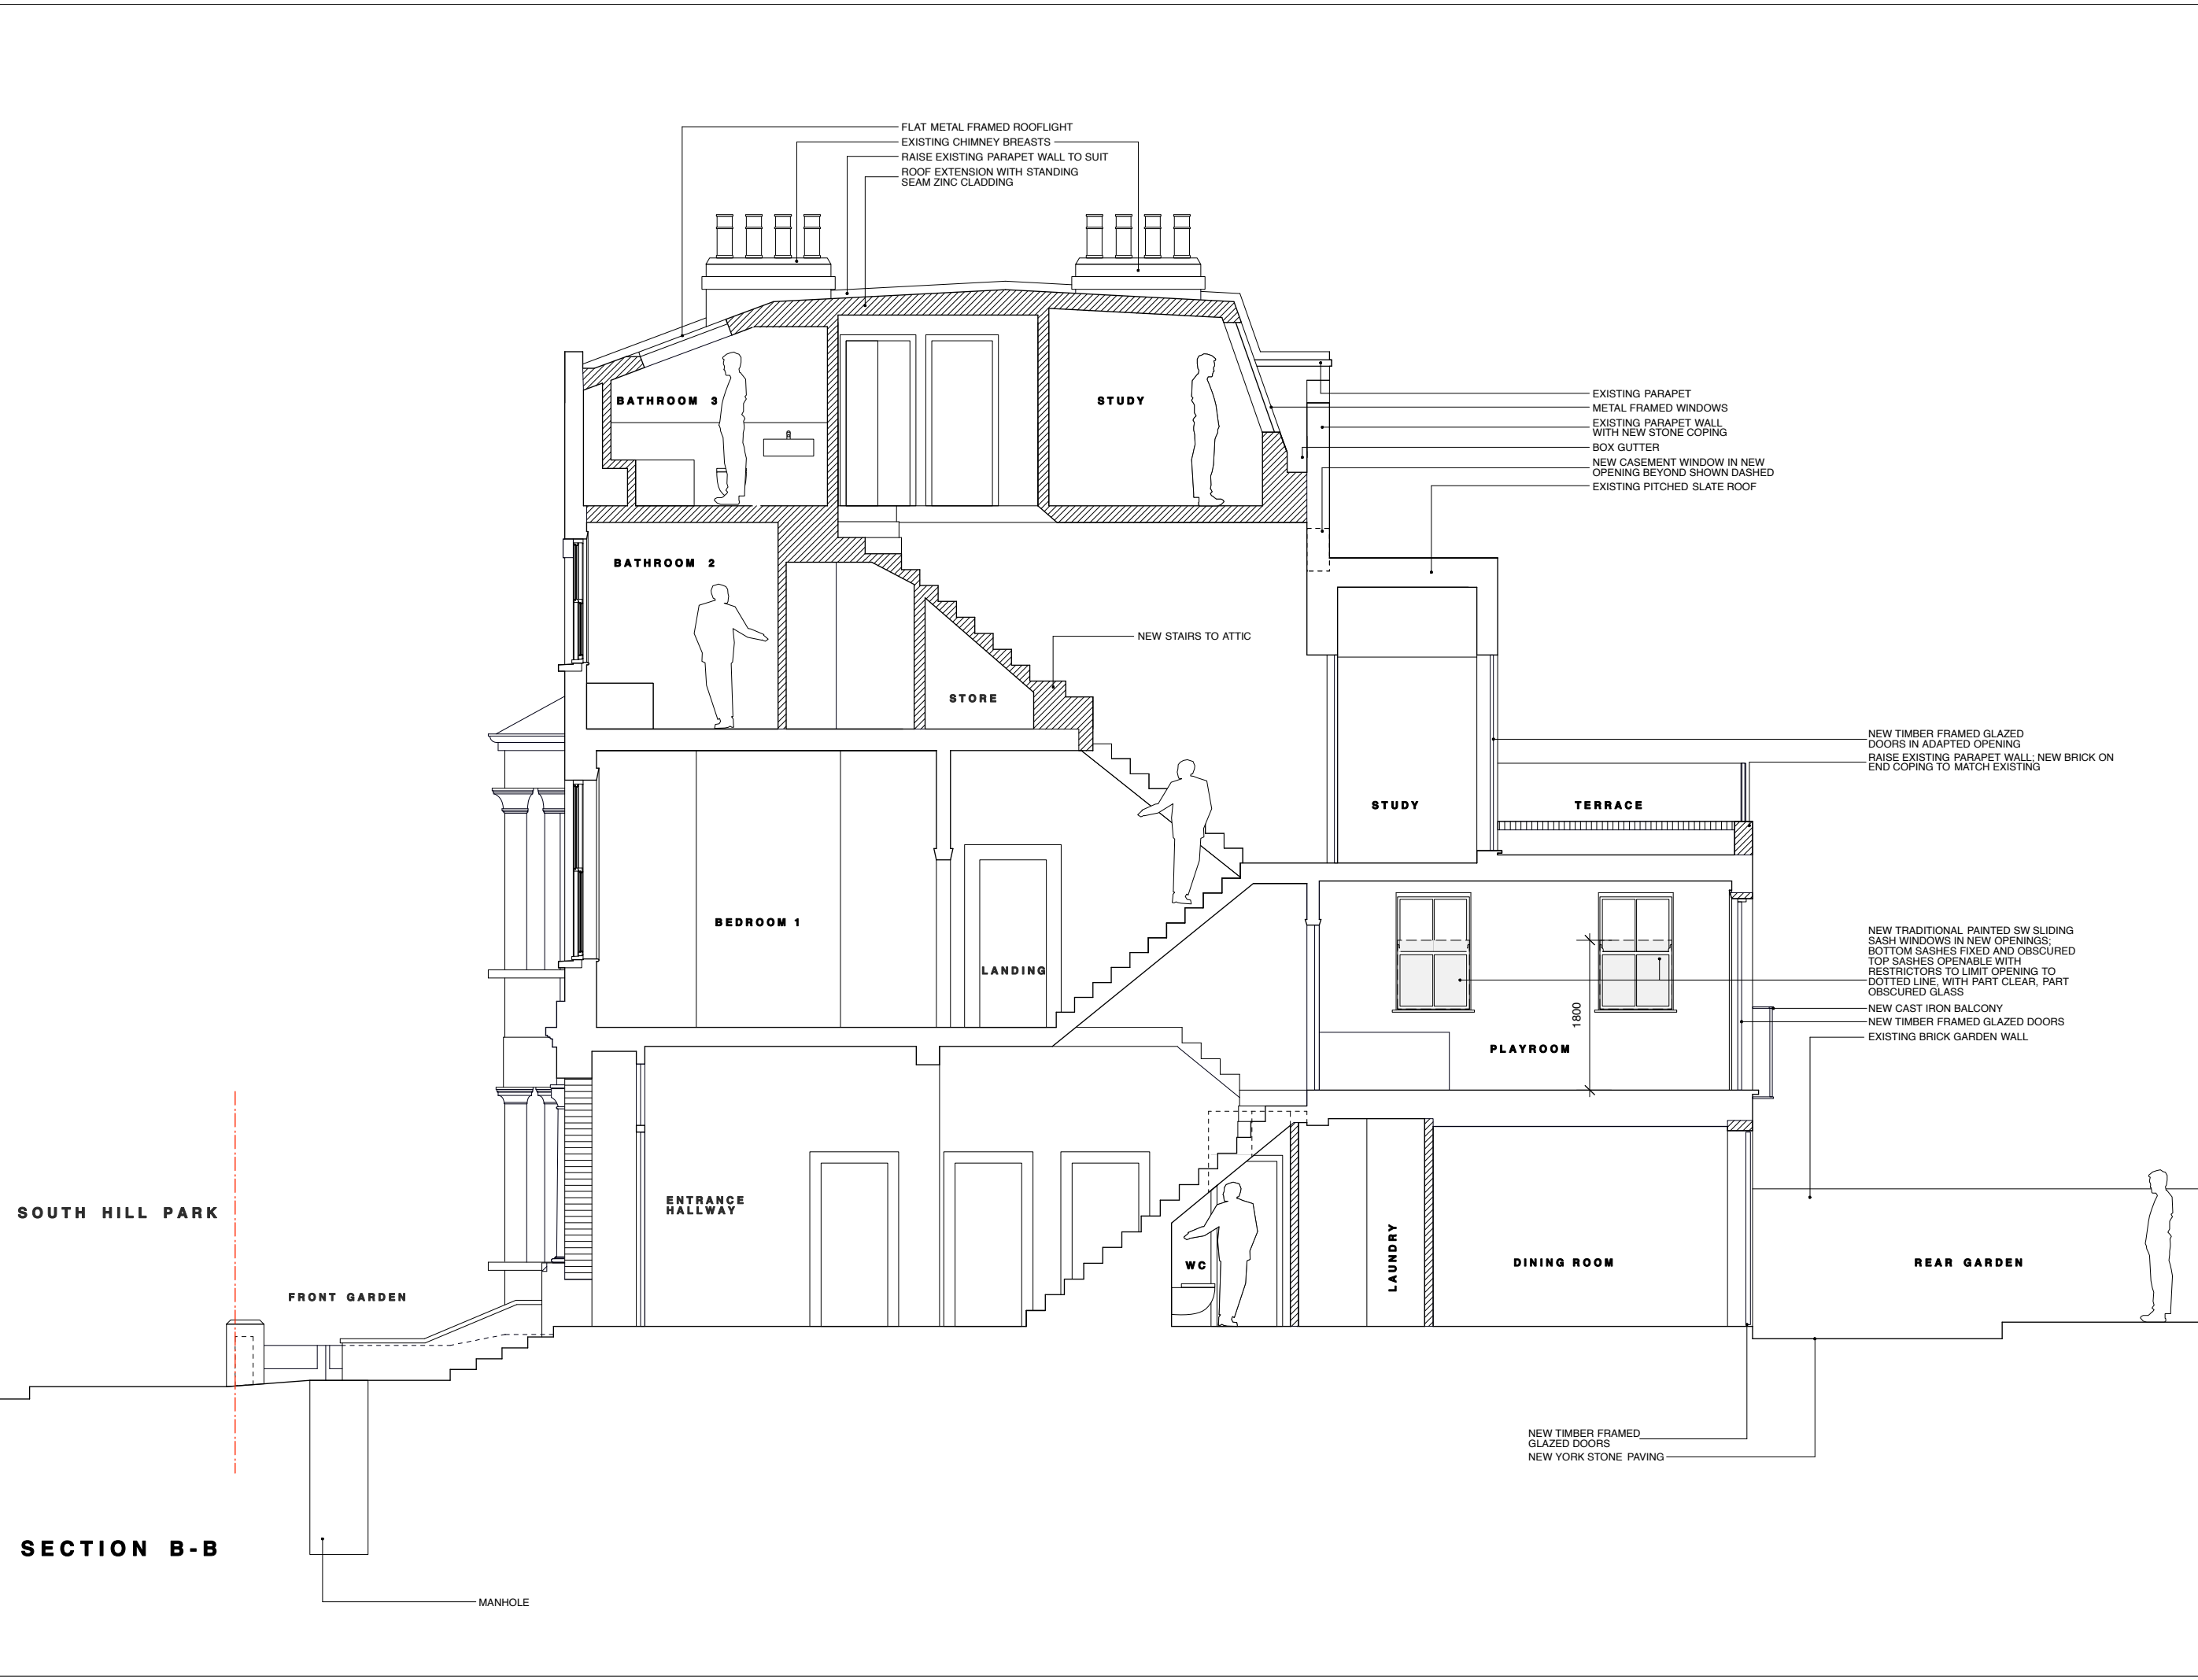 FLAT METAL FRAMED ROOFLIGHT
EXISTING CHIMNEY BREASTS
RAISE EXISTING PARAPET WALL TO SUIT
ROOF EXTENSION WITH STANDING
SEAM ZINC CLADDING
BATHROOM 3
STUDY
EXISTING PARAPET
METAL FRAMED WINDOWS
EXISTING PARAPET WALL
WITH NEW STONE COPING
BOX GUTTER
NEW CASEMENT WINDOW IN NEW
OPENING BEYOND SHOWN DASHED
EXISTING PITCHED SLATE ROOF
BATHROOM 2
NEW STAIRS TO ATTIC
STORE
NEW TIMBER FRAMED GLAZED
DOORS IN ADAPTED OPENING
RAISE EXISTING PARAPET WALL; NEW BRICK ON
END COPING TO MATCH EXISTING
STUDY
TERRACE
BEDROOM 1
LANDING
NEW TRADITIONAL PAINTED SW SLIDING
SASH WINDOWS IN NEW OPENINGS;
BOTTOM SASHES FIXED AND OBSCURED
TOP SASHES OPENABLE WITH
RESTRICTORS TO LIMIT OPENING TO
DOTTED LINE, WITH PART CLEAR, PART
OBSCURED GLASS
1800
NEW CAST IRON BALCONY
NEW TIMBER FRAMED GLAZED DOORS
EXISTING BRICK GARDEN WALL
PLAYROOM
SOUTH HILL PARK
ENTRANCE
HALLWAY
WC
LAUNDRY
DINING ROOM
REAR GARDEN
FRONT GARDEN
NEW TIMBER FRAMED
GLAZED DOORS
NEW YORK STONE PAVING
SECTION B-B
MANHOLE